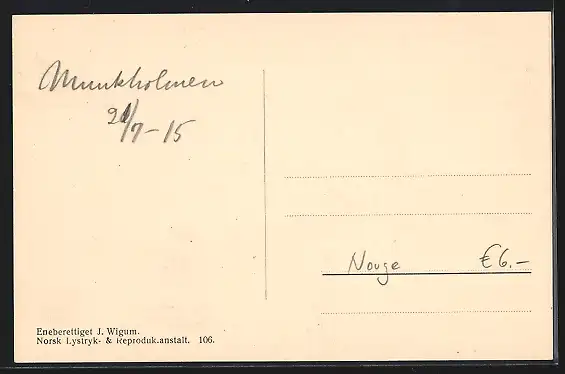 Munkholmen
21/7-15
Norge €6.-
Eneberettiget J. Wigum.
Norsk Lystryk- & Reproduk.anstalt. 106.